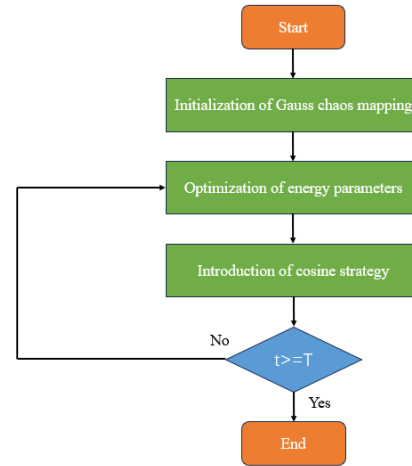 Start
Initialization of Gauss chaos mapping
Optimization of energy parameters
Introduction of cosine strategy
No
t>=T
Yes
End